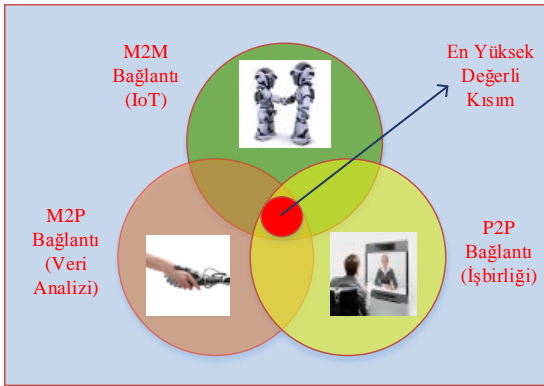 M2M
Bağlantı
(IoT)
En Yüksek
Değerli
Kısım
M2P
Bağlantı
(Veri
Analizi)
P2P
Bağlantı
(İşbirliği)